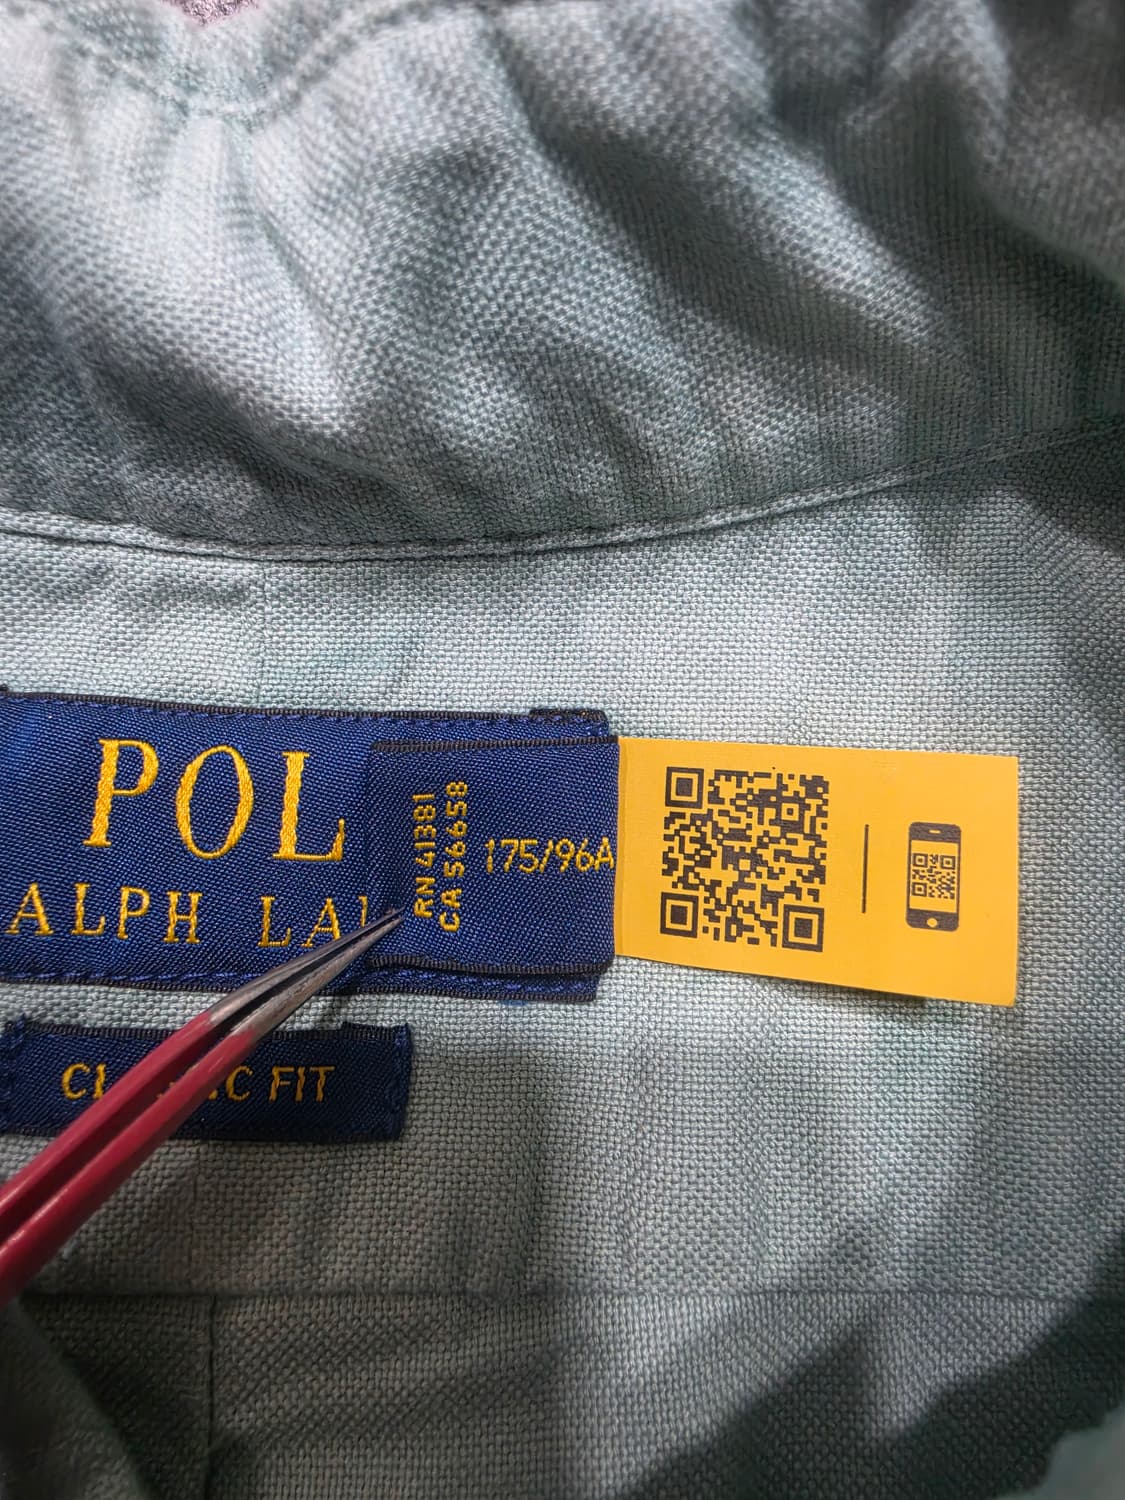 POL
ALPH LA
RN 41381
CA 56658
175/96A
C FIT